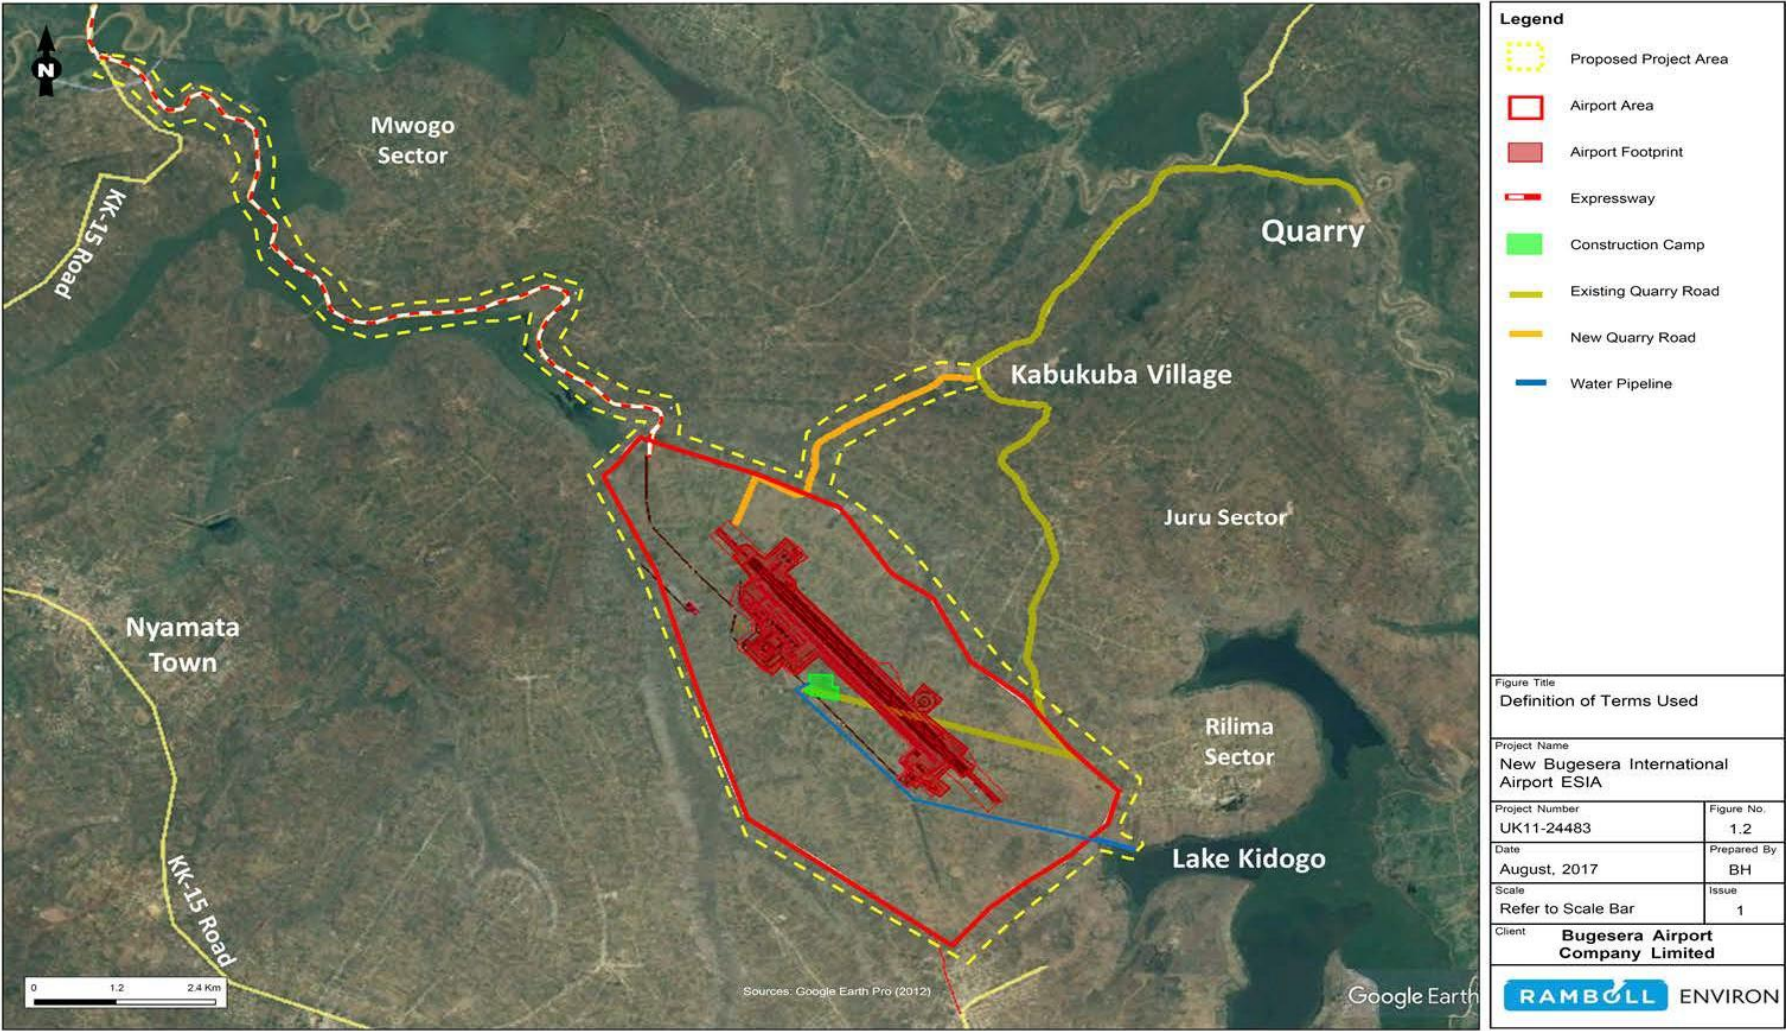 N
Mwogo
Sector
KK-15 Road
Quarry
Kabukuba Village
Juru Sector
Nyamata
Town
Rilima
Sector
Lake Kidogo
KK-15 Road
0 1.2 2.4 Km
Sources: Google Earth Pro (2012)
Google Earth
Legend
Proposed Project Area
Airport Area
Airport Footprint
Expressway
Construction Camp
Existing Quarry Road
New Quarry Road
Water Pipeline
Figure Title
Definition of Terms Used
Project Name
New Bugesera International
Airport ESIA
Project Number
UK11-24483
Figure No.
1.2
Date
August, 2017
Prepared By
BH
Scale
Refer to Scale Bar
Issue
1
Client
Bugesera Airport
Company Limited
RAMBOLL ENVIRON